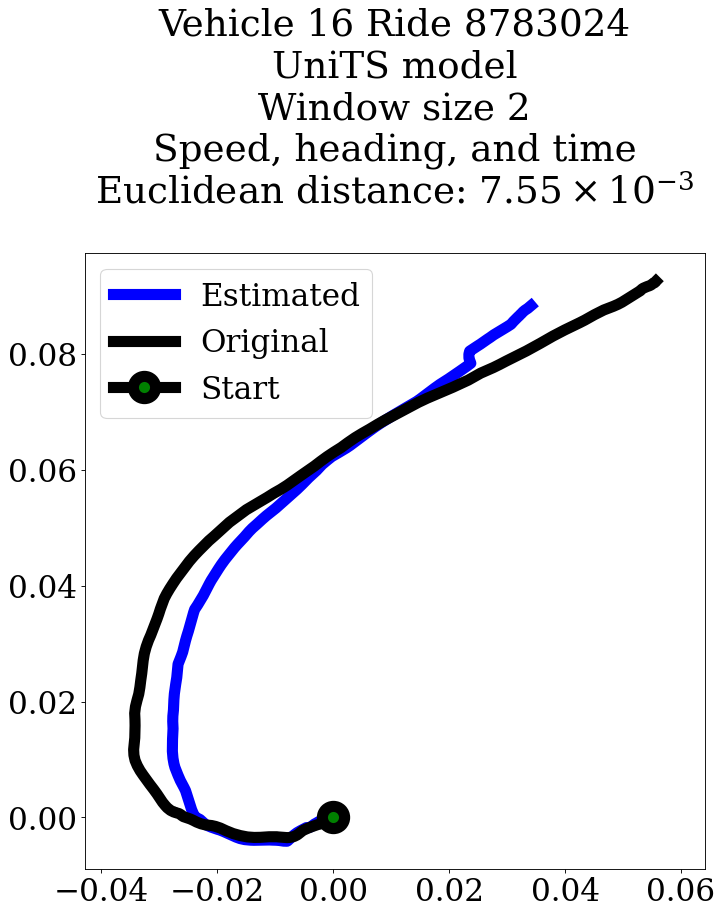 Vehicle 16 Ride 8783024
UniTS model
Window size 2
Speed, heading, and time
Euclidean distance: 7.55 × 10⁻³
Estimated
Original
Start
0.08
0.06
0.04
0.02
0.00
−0.04 −0.02 0.00 0.02 0.04 0.06